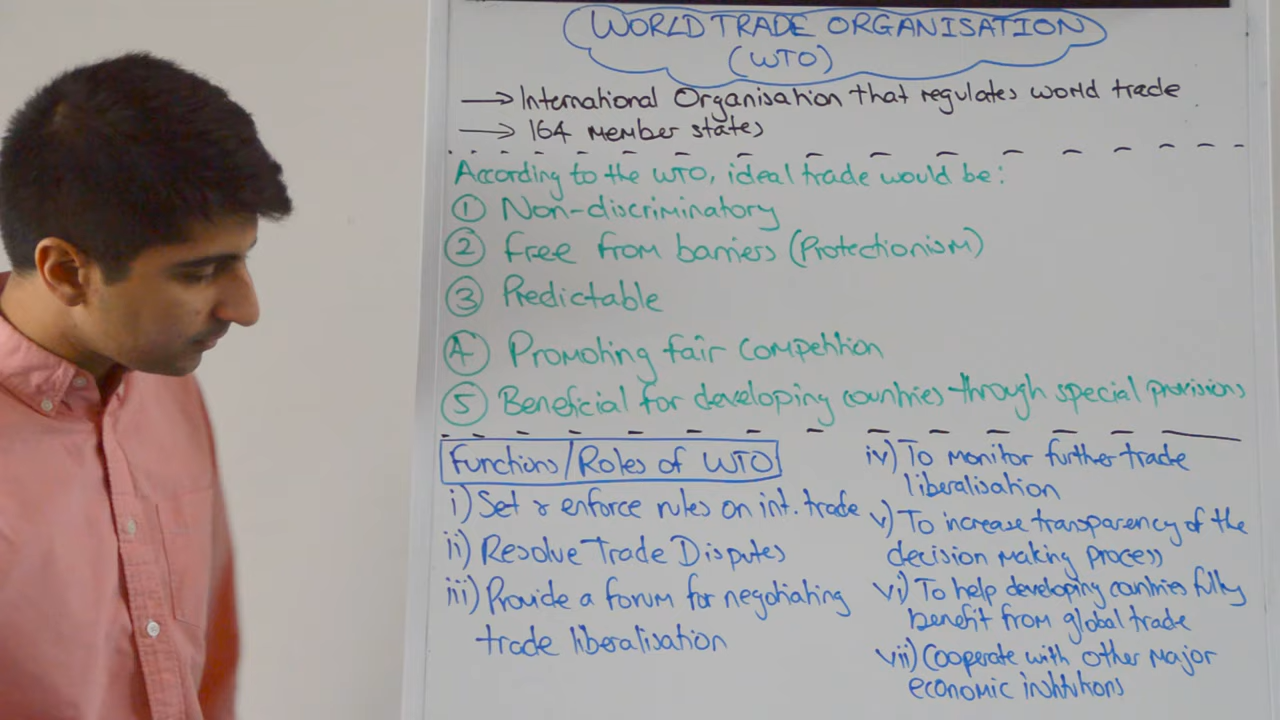 WORLD TRADE ORGANISATION
(WTO)
→ International Organisation that regulates world trade
→ 164 member states
According to the WTO, ideal trade would be:
① Non-discriminatory
② Free from barriers (Protectionism)
③ Predictable
④ Promoting fair competition
⑤ Beneficial for developing countries through special provisions
Functions/Roles of WTO
i) Set & enforce rules on int. trade
ii) Resolve Trade Disputes
iii) Provide a forum for negotiating
trade liberalisation
iv) To monitor further trade
liberalisation
v) To increase transparency of the
decision making process
vi) To help developing countries fully
benefit from global trade
vii) Cooperate with other major
economic institutions